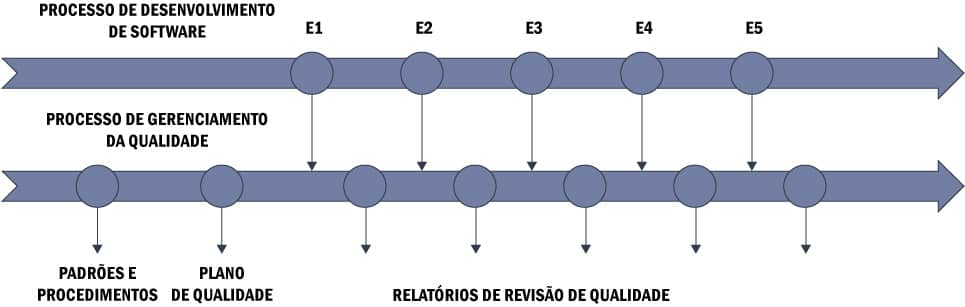 PROCESSO DE DESENVOLVIMENTO
DE SOFTWARE
E1
E2
E3
E4
E5
PROCESSO DE GERENCIAMENTO
DA QUALIDADE
PADRÕES E
PROCEDIMENTOS
PLANO
DE QUALIDADE
RELATÓRIOS DE REVISÃO DE QUALIDADE